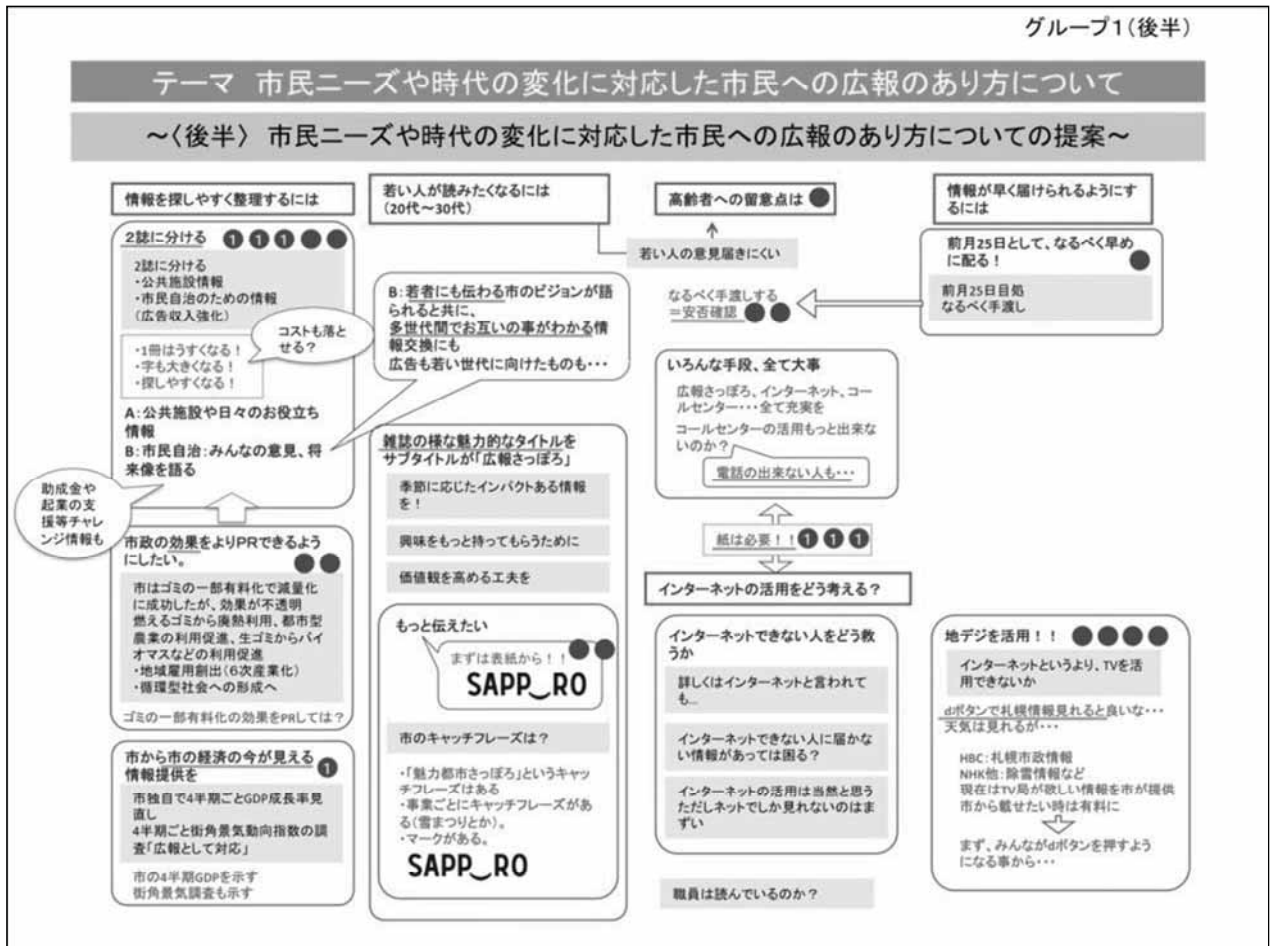 グループ1(後半)
テーマ 市民ニーズや時代の変化に対応した市民への広報のあり方について
～〈後半〉 市民ニーズや時代の変化に対応した市民への広報のあり方についての提案～
情報を探しやすく整理するには
2誌に分ける ❶❶❶●●
2誌に分ける
・公共施設情報
・市民自治のための情報
(広告収入強化)
コストも落と
せる？
・1冊はうすくなる！
・字も大きくなる！
・探しやすくなる！
A：公共施設や日々のお役立ち
情報
B：市民自治：みんなの意見、将
来像を語る
助成金や
起業の支
援等チャレ
ンジ情報も
市政の効果をよりPRできるよう
にしたい。 ●●
市はゴミの一部有料化で減量化
に成功したが、効果が不透明
燃えるゴミから廃熱利用、都市型
農業の利用促進、生ゴミからバイ
オマスなどの利用促進
・地域雇用創出(6次産業化)
・循環型社会への形成へ
ゴミの一部有料化の効果をPRしては？
市から市の経済の今が見える
情報提供を ❶
市独自で4半期ごとGDP成長率見
直し
4半期ごと街角景気動向指数の調
査「広報として対応」
市の4半期GDPを示す
街角景気調査も示す
若い人が読みたくなるには
(20代～30代)
B：若者にも伝わる市のビジョンが語
られると共に、
多世代間でお互いの事がわかる情
報交換にも
広告も若い世代に向けたものも・・・
雑誌の様な魅力的なタイトルを
サブタイトルが「広報さっぽろ」
季節に応じたインパクトある情報
を！
興味をもっと持ってもらうために
価値観を高める工夫を
もっと伝えたい
まずは表紙から！！ ●●
SAPP‿RO
市のキャッチフレーズは？
・「魅力都市さっぽろ」というキャッ
チフレーズはある
・事業ごとにキャッチフレーズがあ
る(雪まつりとか)。
・マークがある。
SAPP‿RO
高齢者への留意点は ●
若い人の意見届きにくい
なるべく手渡しする
＝安否確認 ●●
いろんな手段、全て大事
広報さっぽろ、インターネット、コー
ルセンター・・・全て充実を
コールセンターの活用もっと出来な
いのか？
電話の出来ない人も・・・
紙は必要！！❶❶❶
インターネットの活用をどう考える？
インターネットできない人をどう救
うか
詳しくはインターネットと言われて
も…
インターネットできない人に届かな
い情報があっては困る？
インターネットの活用は当然と思う
ただしネットでしか見れないのはま
ずい
職員は読んでいるのか？
情報が早く届けられるようにす
るには
前月25日として、なるべく早め
に配る！ ●
前月25日目処
なるべく手渡し
地デジを活用！！ ●●●●
インターネットというより、TVを活
用できないか
dボタンで札幌情報見れると良いな・・・
天気は見れるが・・・
HBC：札幌市政情報
NHK他：除雪情報など
現在はTV局が欲しい情報を市が提供
市から載せたい時は有料に
まず、みんながdボタンを押すよう
になる事から・・・